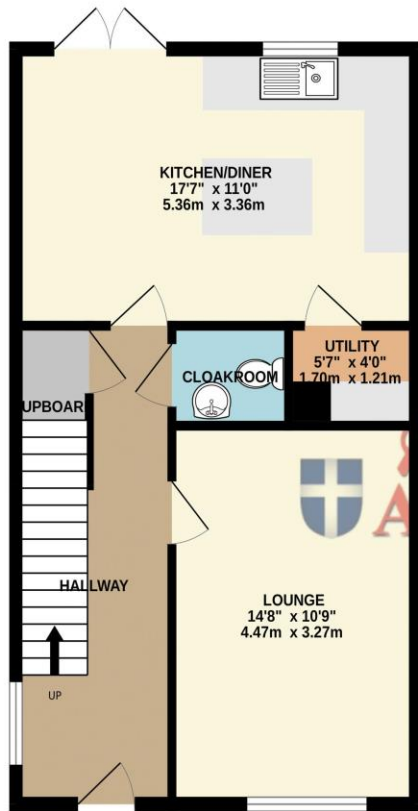 KITCHEN/DINER
17'7" x 11'0"
5.36m x 3.36m
UTILITY
5'7" x 4'0"
1.70m x 1.21m
CLOAKROOM
UPBOAR
HALLWAY
LOUNGE
14'8" x 10'9"
4.47m x 3.27m
UP
A